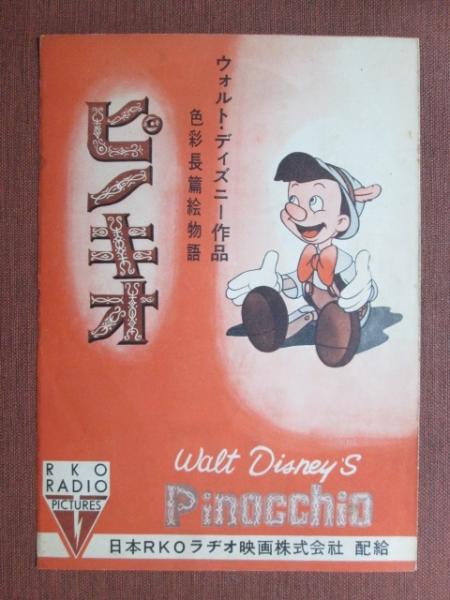 ウォルト・ディズニー作品
色彩長篇絵物語
ピノキオ
Walt Disney's
Pinocchio
RKO
RADIO
PICTURES
日本RKOラヂオ映画株式会社 配給